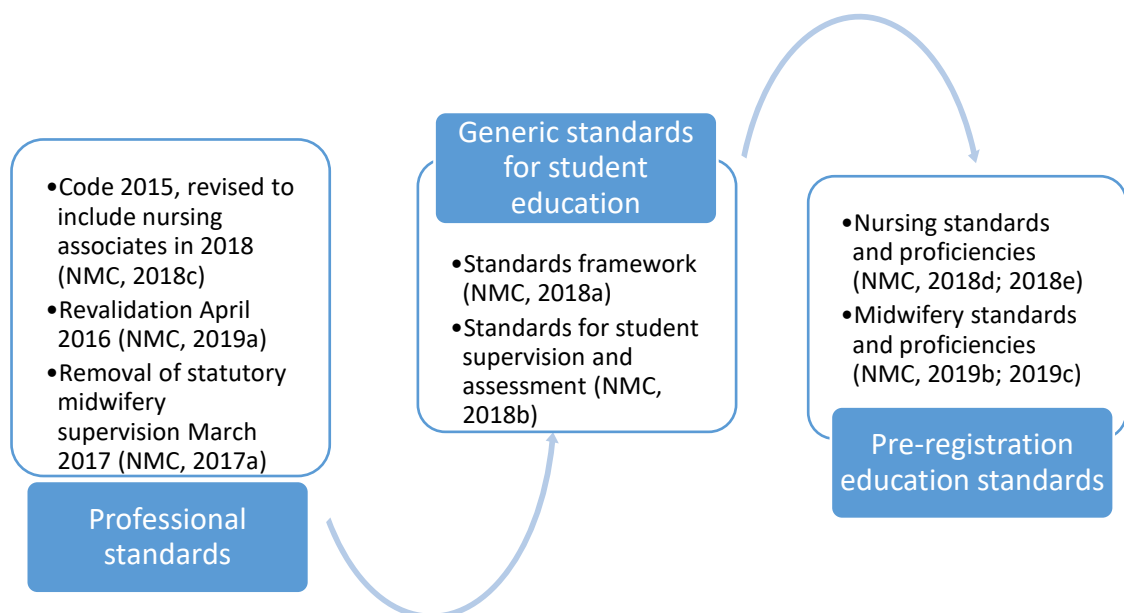 •Code 2015, revised to
include nursing
associates in 2018
(NMC, 2018c)
•Revalidation April
2016 (NMC, 2019a)
•Removal of statutory
midwifery
supervision March
2017 (NMC, 2017a)
Professional
standards
Generic standards
for student
education
•Standards framework
(NMC, 2018a)
•Standards for student
supervision and
assessment (NMC,
2018b)
•Nursing standards
and proficiencies
(NMC, 2018d; 2018e)
•Midwifery standards
and proficiencies
(NMC, 2019b; 2019c)
Pre-registration
education standards